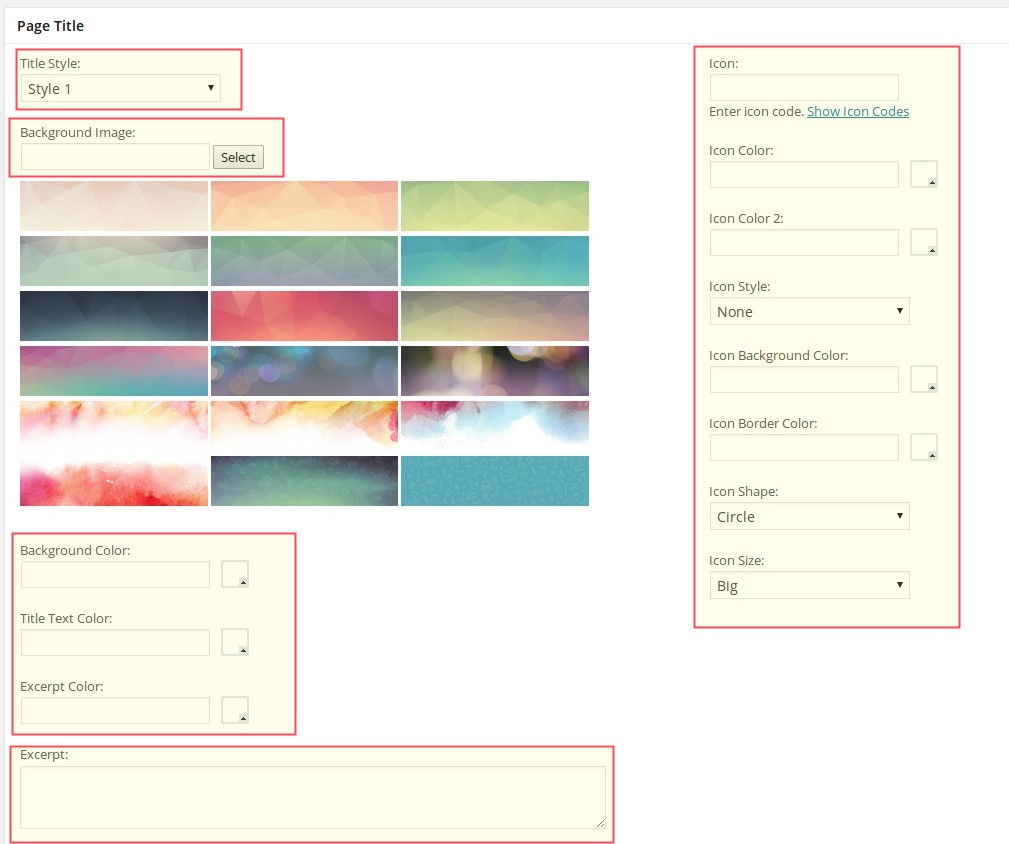 Page Title
Title Style:
Style 1
Background Image:
Select
Background Color:
Title Text Color:
Excerpt Color:
Excerpt:
Icon:
Enter icon code. Show Icon Codes
Icon Color:
Icon Color 2:
Icon Style:
None
Icon Background Color:
Icon Border Color:
Icon Shape:
Circle
Icon Size:
Big